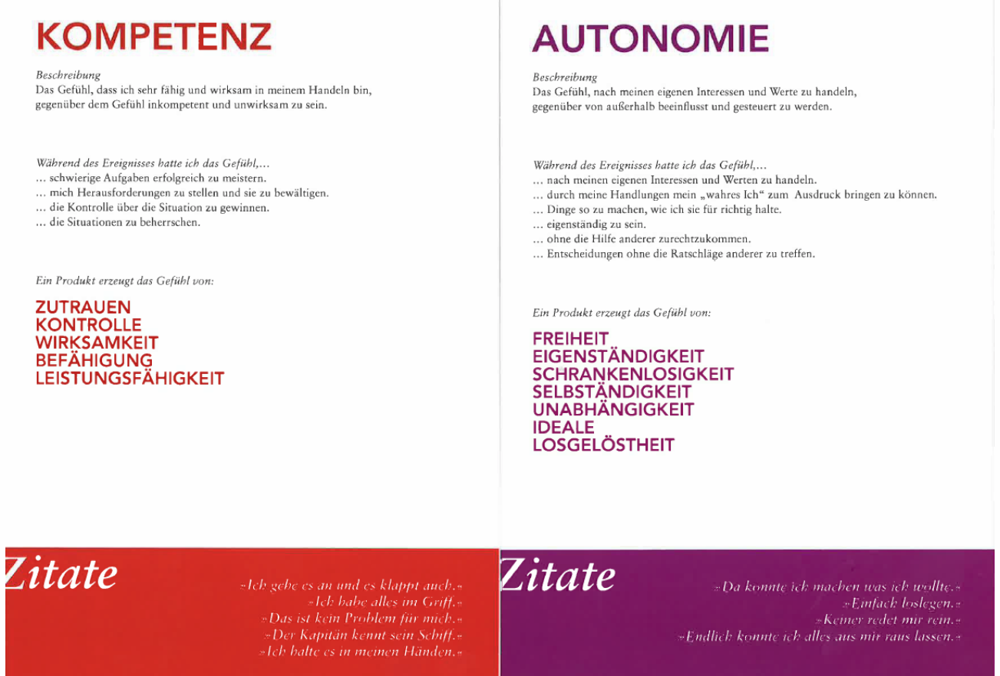 KOMPETENZ
Beschreibung
Das Gefühl, dass ich sehr fähig und wirksam in meinem Handeln bin,
gegenüber dem Gefühl inkompetent und unwirksam zu sein.
Während des Ereignisses hatte ich das Gefühl,...
... schwierige Aufgaben erfolgreich zu meistern.
... mich Herausforderungen zu stellen und sie zu bewältigen.
... die Kontrolle über die Situation zu gewinnen.
... die Situationen zu beherrschen.
Ein Produkt erzeugt das Gefühl von:
ZUTRAUEN
KONTROLLE
WIRKSAMKEIT
BEFÄHIGUNG
LEISTUNGSFÄHIGKEIT
Zitate
»Ich gehe es an und es klappt auch.«
»Ich habe alles im Griff.«
»Das ist kein Problem für mich.«
»Der Kapitän kennt sein Schiff.«
»Ich halte es in meinen Händen.«
AUTONOMIE
Beschreibung
Das Gefühl, nach meinen eigenen Interessen und Werte zu handeln,
gegenüber von außerhalb beeinflusst und gesteuert zu werden.
Während des Ereignisses hatte ich das Gefühl,...
... nach meinen eigenen Interessen und Werten zu handeln.
... durch meine Handlungen mein „wahres Ich“ zum Ausdruck bringen zu können.
... Dinge so zu machen, wie ich sie für richtig halte.
... eigenständig zu sein.
... ohne die Hilfe anderer zurechtzukommen.
... Entscheidungen ohne die Ratschläge anderer zu treffen.
Ein Produkt erzeugt das Gefühl von:
FREIHEIT
EIGENSTÄNDIGKEIT
SCHRANKENLOSIGKEIT
SELBSTÄNDIGKEIT
UNABHÄNGIGKEIT
IDEALE
LOSGELÖSTHEIT
Zitate
»Da konnte ich machen was ich wollte.«
»Einfach loslegen.«
»Keiner redet mir rein.«
»Endlich konnte ich alles aus mir raus lassen.«